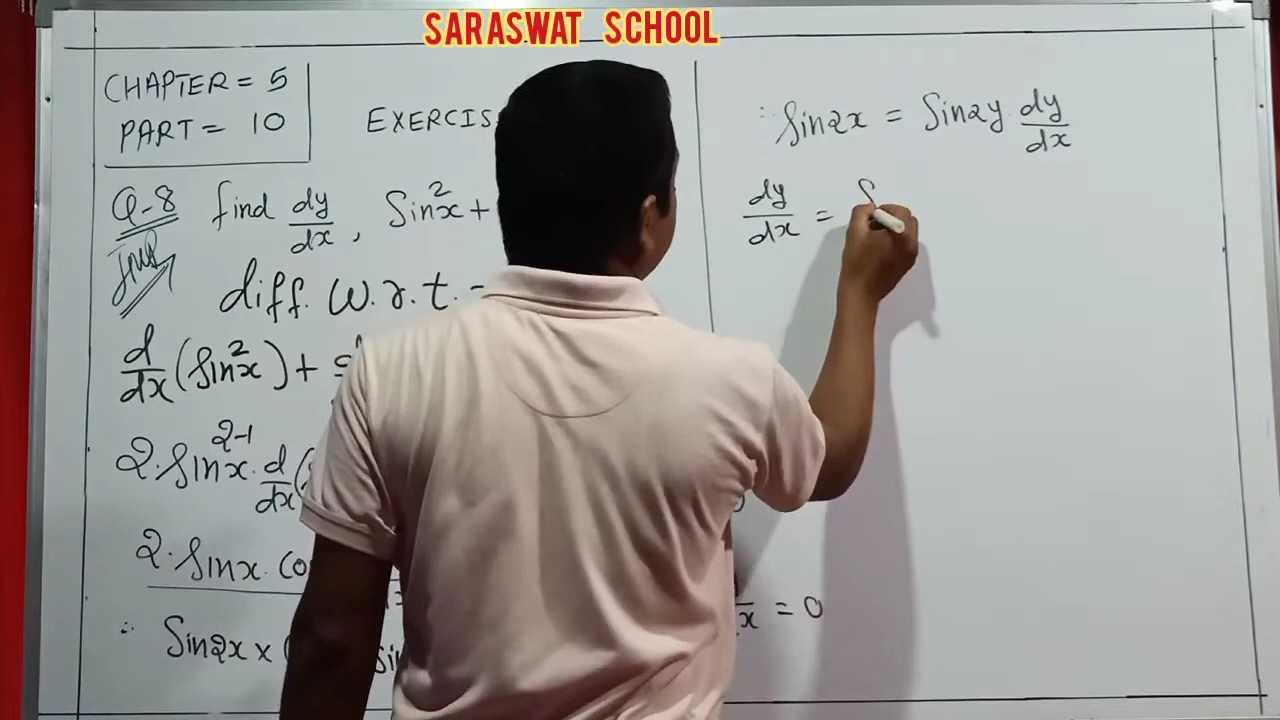 SARASWAT SCHOOL
CHAPTER = 5
PART = 10
EXERCIS
Q-8 find dy/dx, Sin²x +
IMP
diff. w.r.t.
d/dx (Sin²x) +
2·Sin²⁻¹x · d/dx (
2·Sinx·Co
∴ Sin2x ×
x = 0
∴ Sin2x = Sin2y dy/dx
dy/dx = S